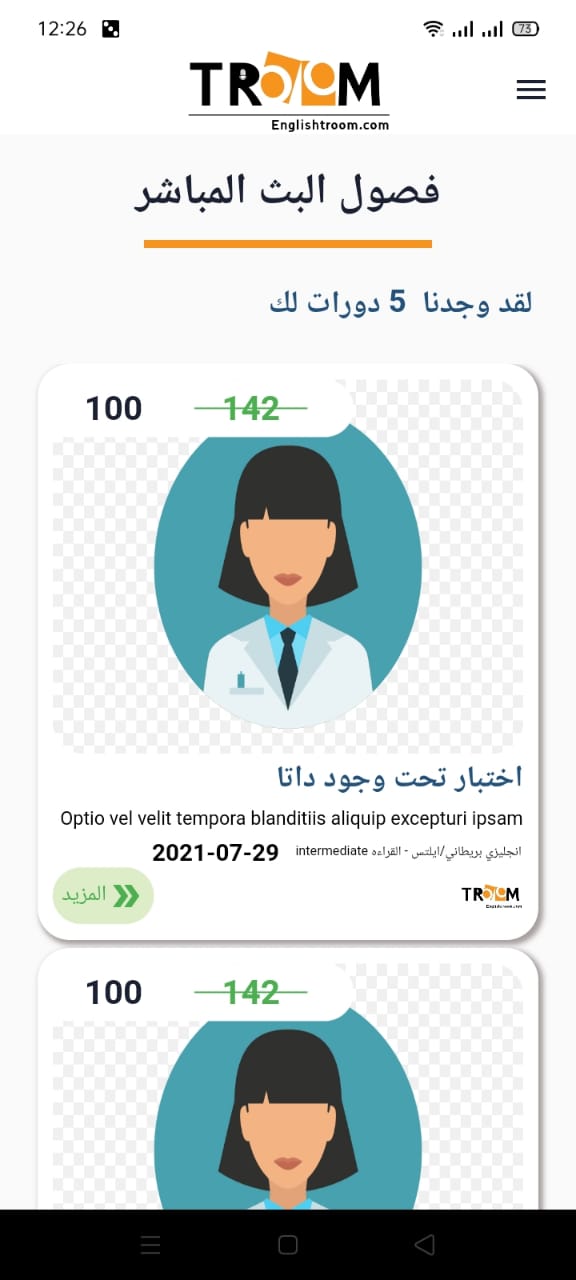 12:26
73
TROOM
Englishtroom.com
فصول البث المباشر
لقد وجدنا 5 دورات لك
100 142
اختبار تحت وجود داتا
Optio vel velit tempora blanditiis aliquip excepturi ipsam
انجليزي بريطاني/ايلتس - القراءه intermediate 2021-07-29
المزيد
TROOM
100 142